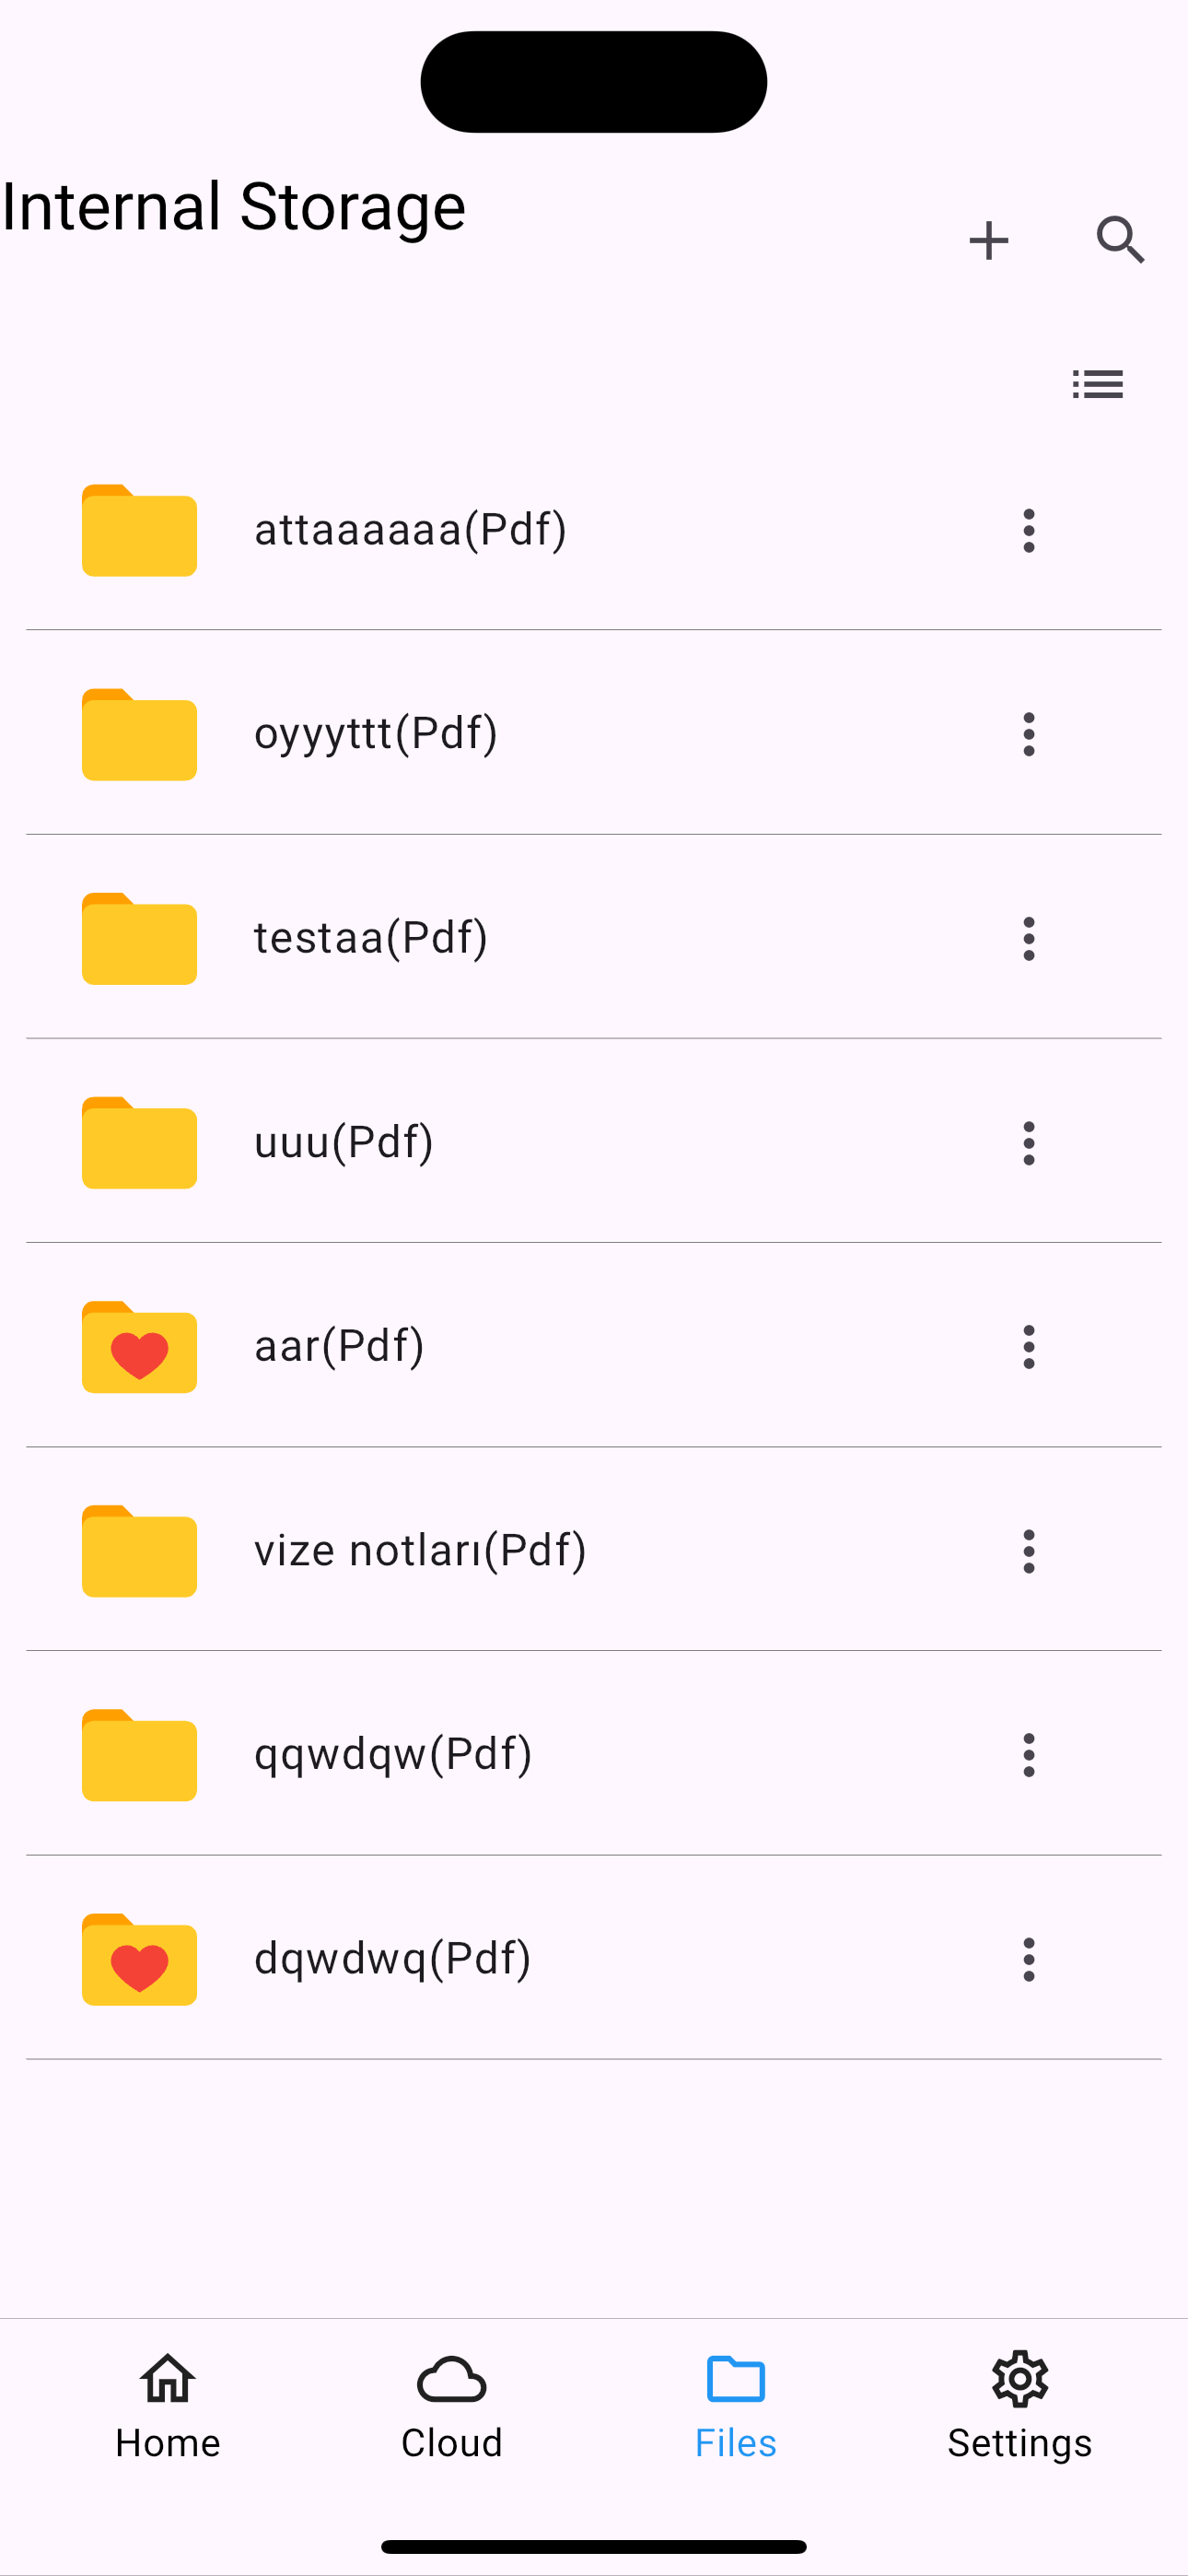 Internal Storage
attaaaaaa(Pdf)
oyyyttt(Pdf)
testaa(Pdf)
uuu(Pdf)
aar(Pdf)
vize notları(Pdf)
qqwdqw(Pdf)
dqwdwq(Pdf)
Home Cloud Files Settings